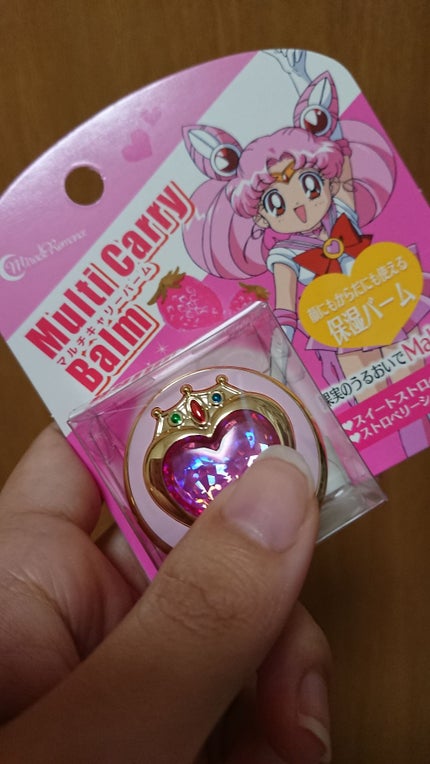 Miracle Romance
Multi Carry
マルチキャリーバーム
Balm
顔にもからだにも使える
保湿バーム
果実のうるおいで Ma
♥スイートストロ
♥ストロベリーシ